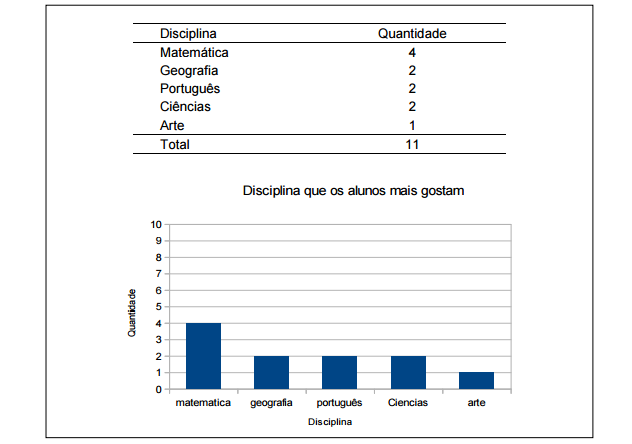 Disciplina Quantidade
Matemática 4
Geografia 2
Português 2
Ciências 2
Arte 1
Total 11
Disciplina que os alunos mais gostam
10
9
8
7
6
5
4
3
2
1
0
Quantidade
matematica geografia português Ciencias arte
Disciplina